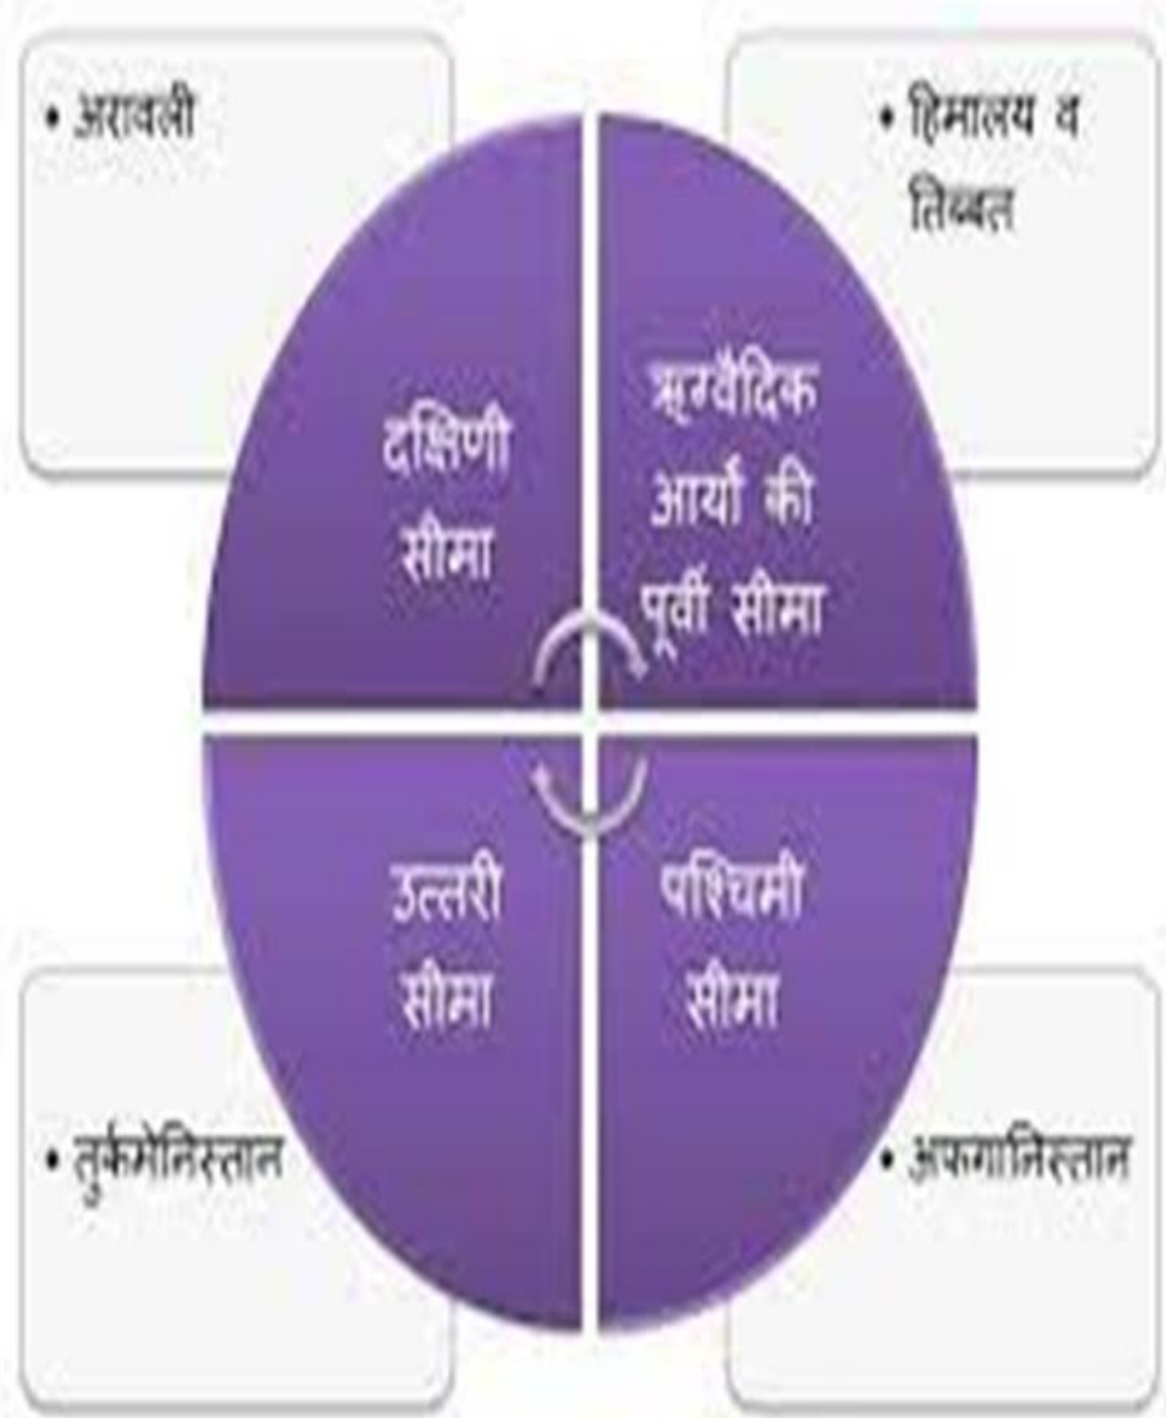 • अरावली
• हिमालय व
तिब्बत
दक्षिणी
सीमा
ऋग्वैदिक
आर्यों की
पूर्वी सीमा
उत्तरी
सीमा
पश्चिमी
सीमा
• तुर्कमेनिस्तान
• अफगानिस्तान